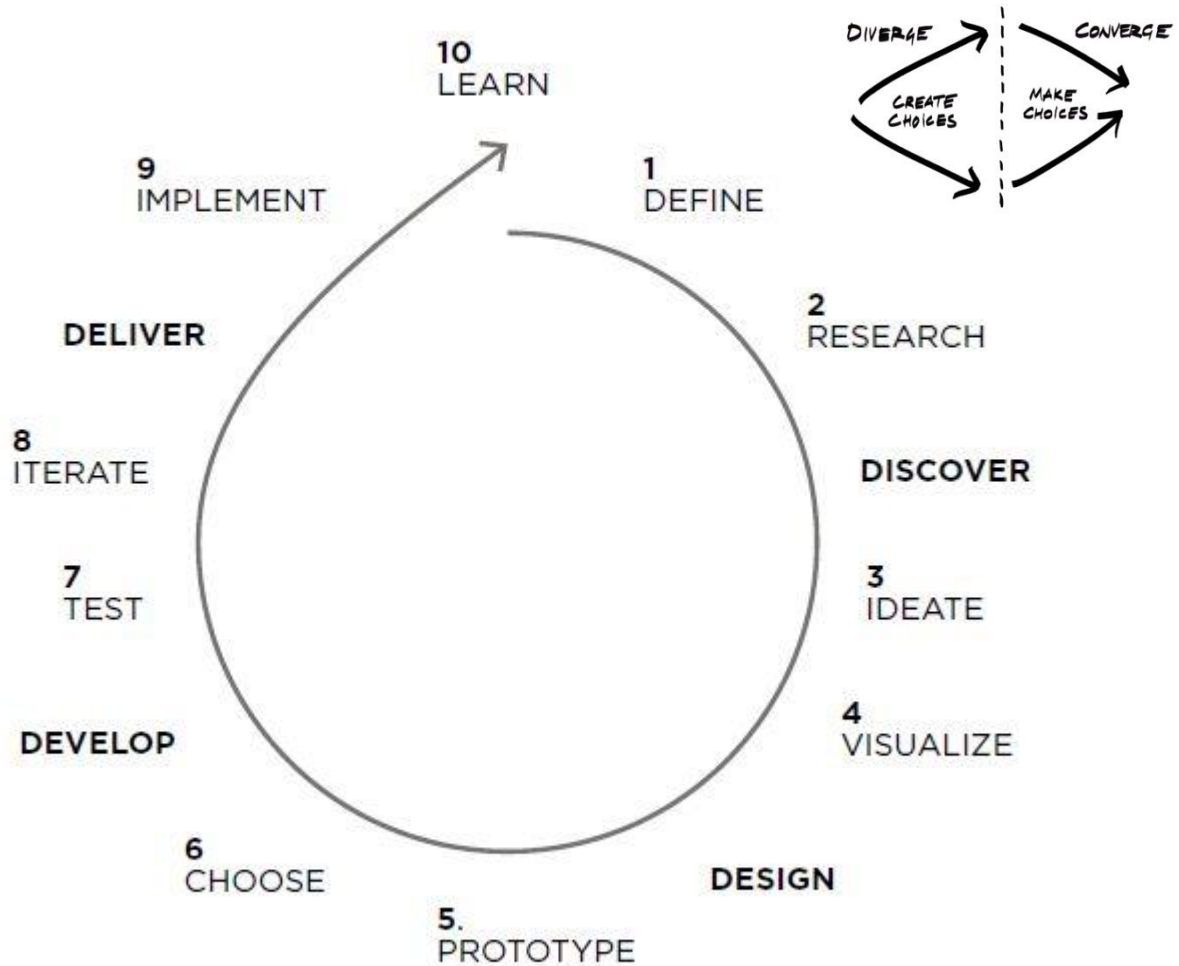 10
LEARN
1
DEFINE
2
RESEARCH
DISCOVER
3
IDEATE
4
VISUALIZE
DESIGN
5.
PROTOTYPE
6
CHOOSE
DEVELOP
7
TEST
8
ITERATE
DELIVER
9
IMPLEMENT
DIVERGE
CONVERGE
CREATE
CHOICES
MAKE
CHOICES